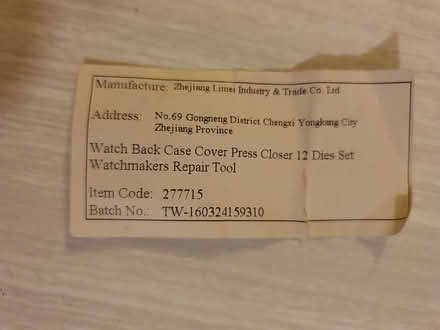 Manufacture: Zhejiang Limei Industry & Trade Co. Ltd
Address: No.69 Gongneng District Chengxi Yongkang City
Zhejiang Province
Watch Back Case Cover Press Closer 12 Dies Set
Watchmakers Repair Tool
Item Code: 277715
Batch No.: TW-160324159310